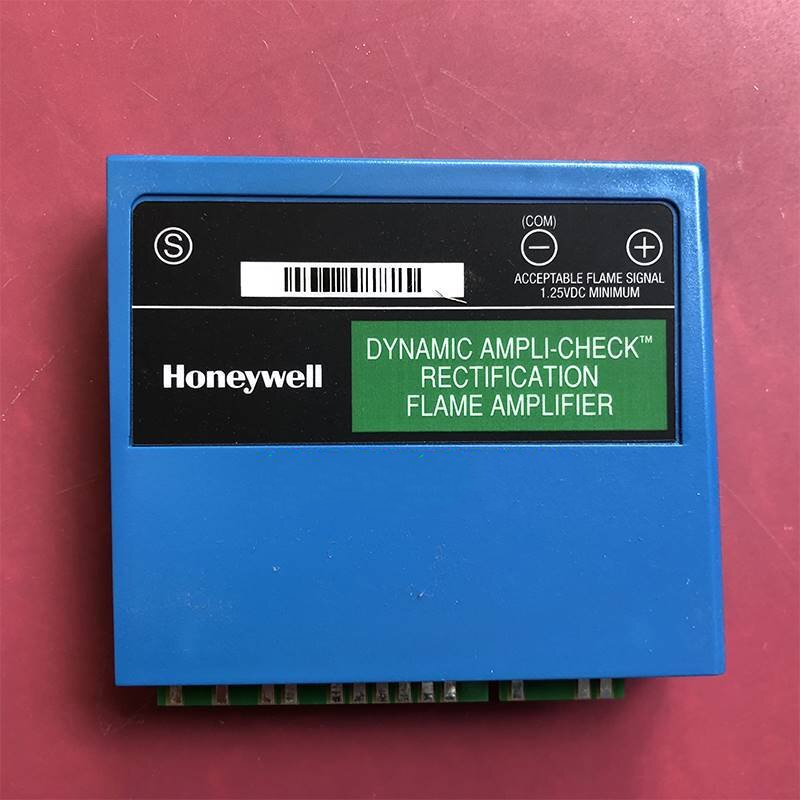 S
(COM)
− +
ACCEPTABLE FLAME SIGNAL
1.25VDC MINIMUM
Honeywell
DYNAMIC AMPLI-CHECK™
RECTIFICATION
FLAME AMPLIFIER